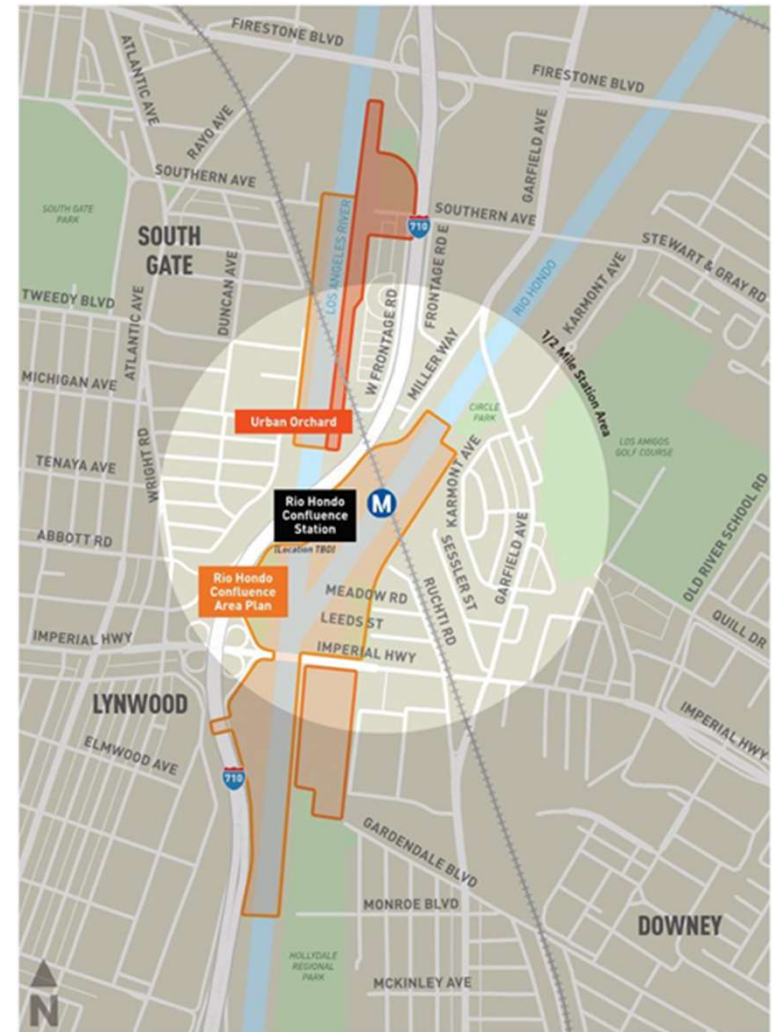 FIRESTONE BLVD
FIRESTONE BLVD
ATLANTIC AVE
RAYO AVE
GARFIELD AVE
SOUTHERN AVE
SOUTH GATE
PARK
SOUTHERN AVE
710
LOS ANGELES RIVER
SOUTH
GATE
STEWART & GRAY RD
DUNCAN AVE
FRONTAGE RD E
RIO HONDO
KARMONT AVE
TWEEDY BLVD
ATLANTIC AVE
W FRONTAGE RD
MILLER WAY
1/2 Mile Station Area
MICHIGAN AVE
Urban Orchard
CIRCLE
PARK
LOS AMIGOS
GOLF COURSE
WRIGHT RD
TENAYA AVE
KARMONT AVE
Rio Hondo
Confluence
Station
M
(Location TBD)
ABBOTT RD
SESSLER ST
GARFIELD AVE
OLD RIVER SCHOOL RD
Rio Hondo
Confluence
Area Plan
MEADOW RD
RUCHTI RD
LEEDS ST
QUILL DR
IMPERIAL HWY
IMPERIAL HWY
LYNWOOD
IMPERIAL HWY
ELMWOOD AVE
710
GARDENDALE BLVD
MONROE BLVD
DOWNEY
HOLLYDALE
REGIONAL
PARK
MCKINLEY AVE
N